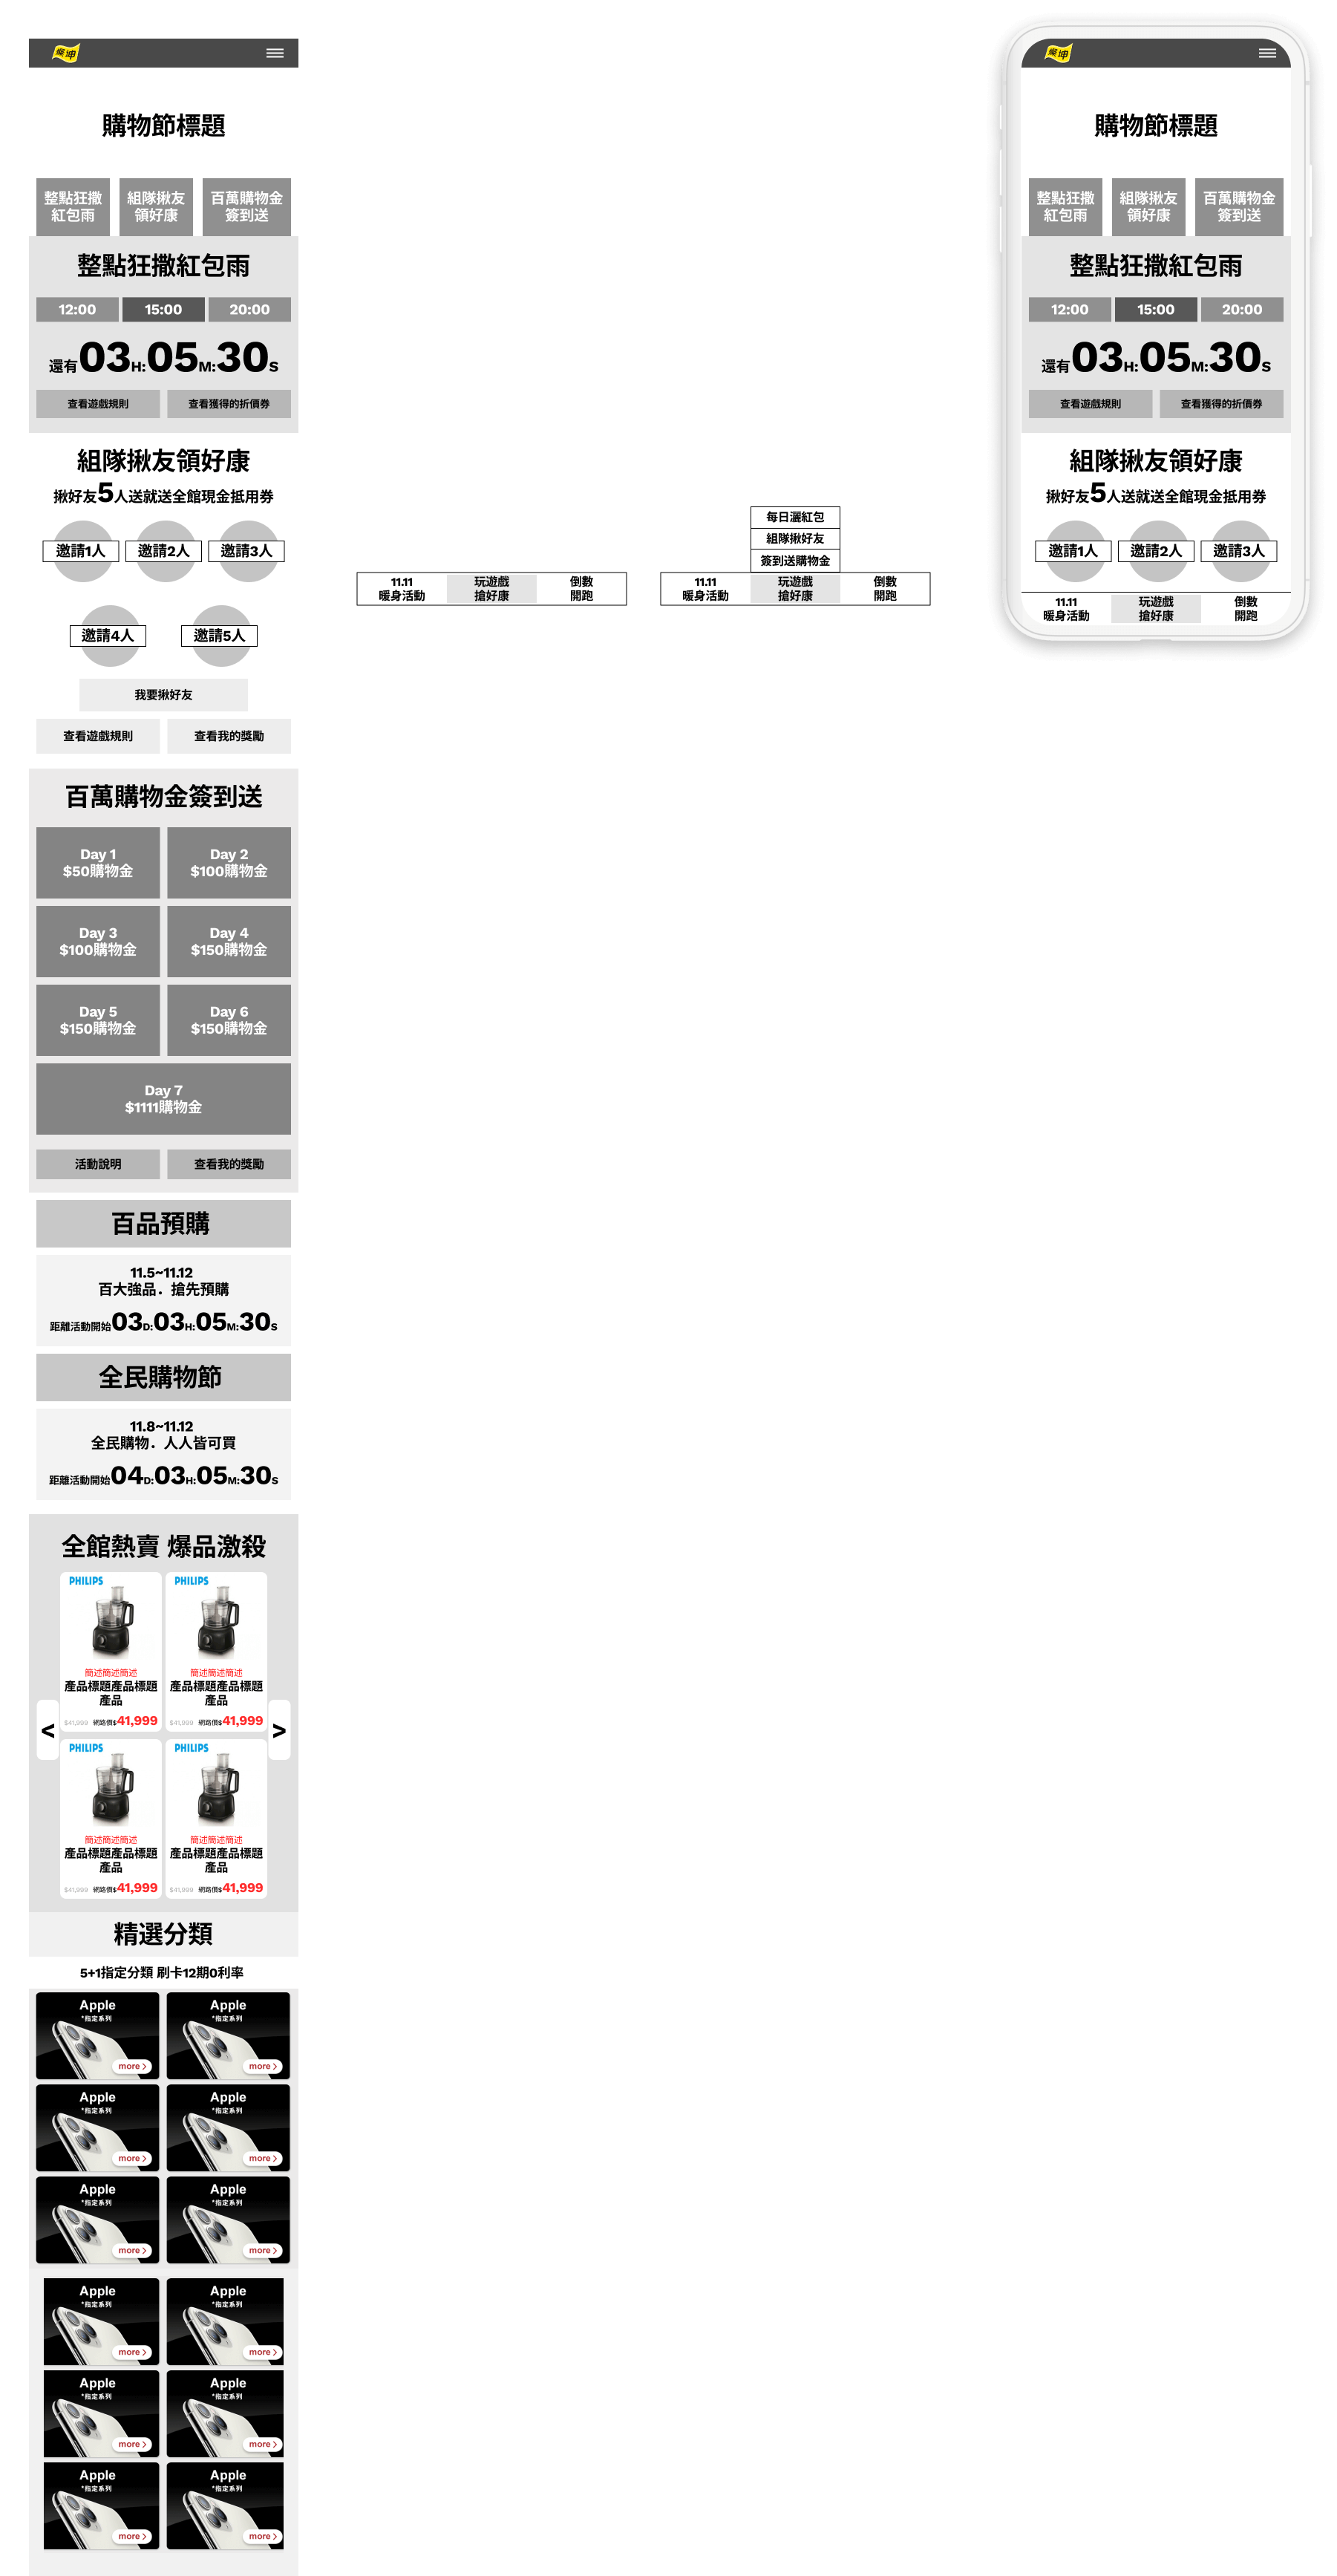 燦坤
購物節標題
整點狂撒
紅包雨
組隊揪友
領好康
百萬購物金
簽到送
整點狂撒紅包雨
12:00
15:00
20:00
還有03H:05M:30S
查看遊戲規則
查看獲得的折價券
組隊揪友領好康
揪好友5人送就送全館現金抵用券
邀請1人
邀請2人
邀請3人
邀請4人
邀請5人
我要揪好友
查看遊戲規則
查看我的獎勵
百萬購物金簽到送
Day 1
$50購物金
Day 2
$100購物金
Day 3
$100購物金
Day 4
$150購物金
Day 5
$150購物金
Day 6
$150購物金
Day 7
$1111購物金
活動說明
查看我的獎勵
百品預購
11.5~11.12
百大強品．搶先預購
距離活動開始03D:03H:05M:30S
全民購物節
11.8~11.12
全民購物．人人皆可買
距離活動開始04D:03H:05M:30S
全館熱賣 爆品激殺
PHILIPS
簡述簡述簡述
產品標題產品標題
產品
$41,999 網路價$41,999
PHILIPS
簡述簡述簡述
產品標題產品標題
產品
$41,999 網路價$41,999
<
>
PHILIPS
簡述簡述簡述
產品標題產品標題
產品
$41,999 網路價$41,999
PHILIPS
簡述簡述簡述
產品標題產品標題
產品
$41,999 網路價$41,999
精選分類
5+1指定分類 刷卡12期0利率
Apple
*指定系列
more
Apple
*指定系列
more
Apple
*指定系列
more
Apple
*指定系列
more
Apple
*指定系列
more
Apple
*指定系列
more
Apple
*指定系列
more
Apple
*指定系列
more
Apple
*指定系列
more
Apple
*指定系列
more
Apple
*指定系列
more
Apple
*指定系列
more
11.11
暖身活動
玩遊戲
搶好康
倒數
開跑
每日灑紅包
組隊揪好友
簽到送購物金
11.11
暖身活動
玩遊戲
搶好康
倒數
開跑
燦坤
購物節標題
整點狂撒
紅包雨
組隊揪友
領好康
百萬購物金
簽到送
整點狂撒紅包雨
12:00
15:00
20:00
還有03H:05M:30S
查看遊戲規則
查看獲得的折價券
組隊揪友領好康
揪好友5人送就送全館現金抵用券
邀請1人
邀請2人
邀請3人
11.11
暖身活動
玩遊戲
搶好康
倒數
開跑